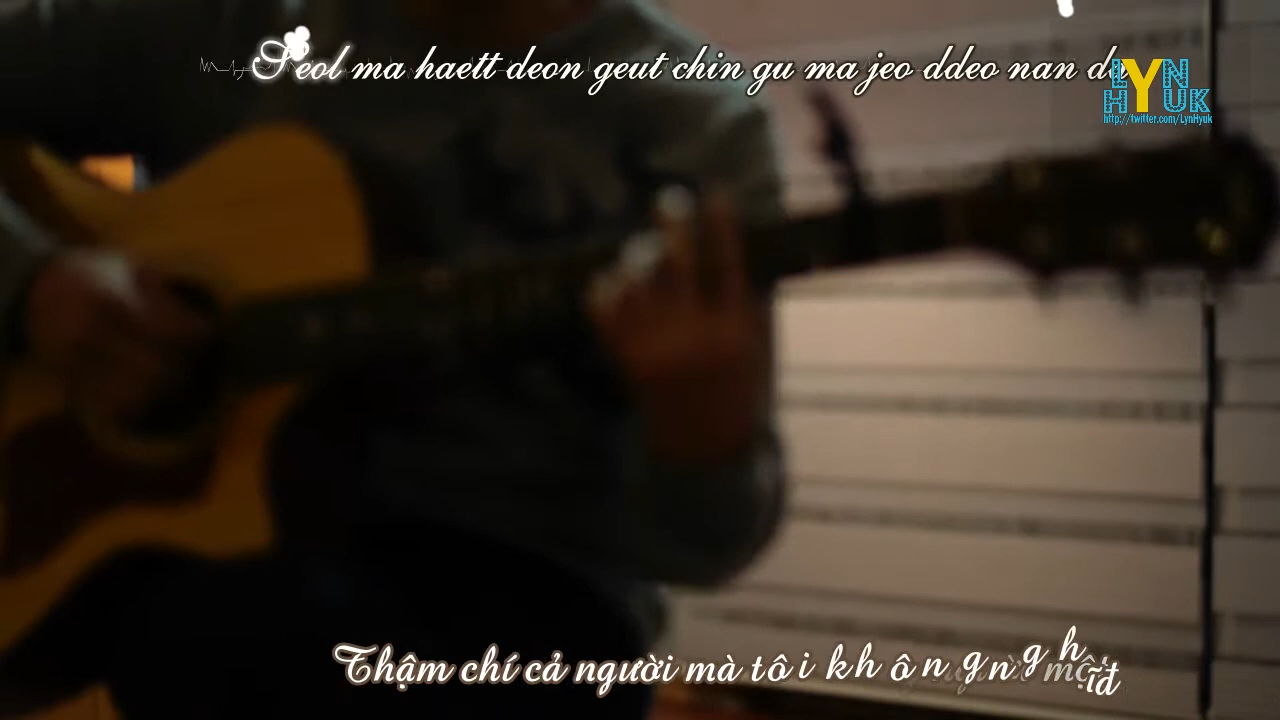 Seol ma haett deon geut chin gu ma jeo ddeo nan da
LYN
HYUK
http://twitter.com/LynHyuk
Thậm chí cả người mà tôi không